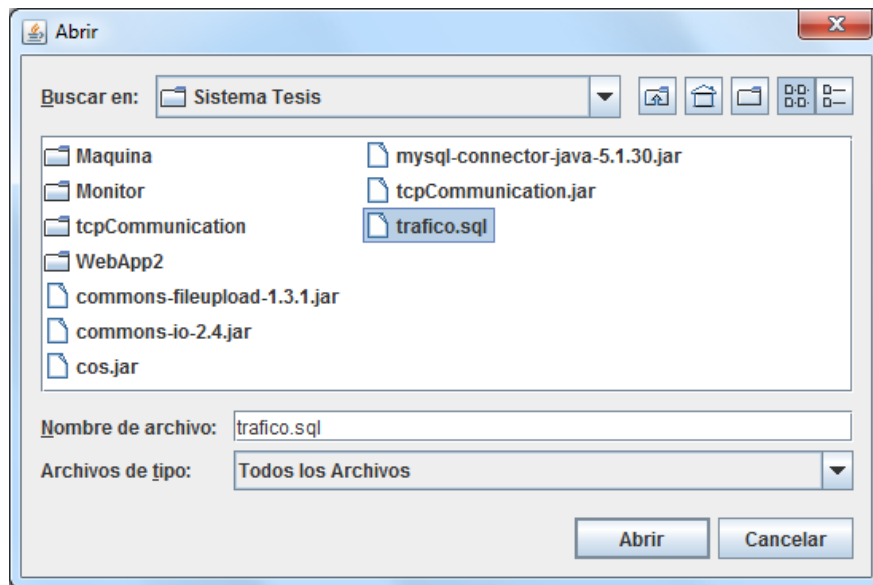 Abrir
Buscar en: Sistema Tesis
Maquina
Monitor
tcpCommunication
WebApp2
commons-fileupload-1.3.1.jar
commons-io-2.4.jar
cos.jar
mysql-connector-java-5.1.30.jar
tcpCommunication.jar
trafico.sql
Nombre de archivo: trafico.sql
Archivos de tipo: Todos los Archivos
Abrir Cancelar